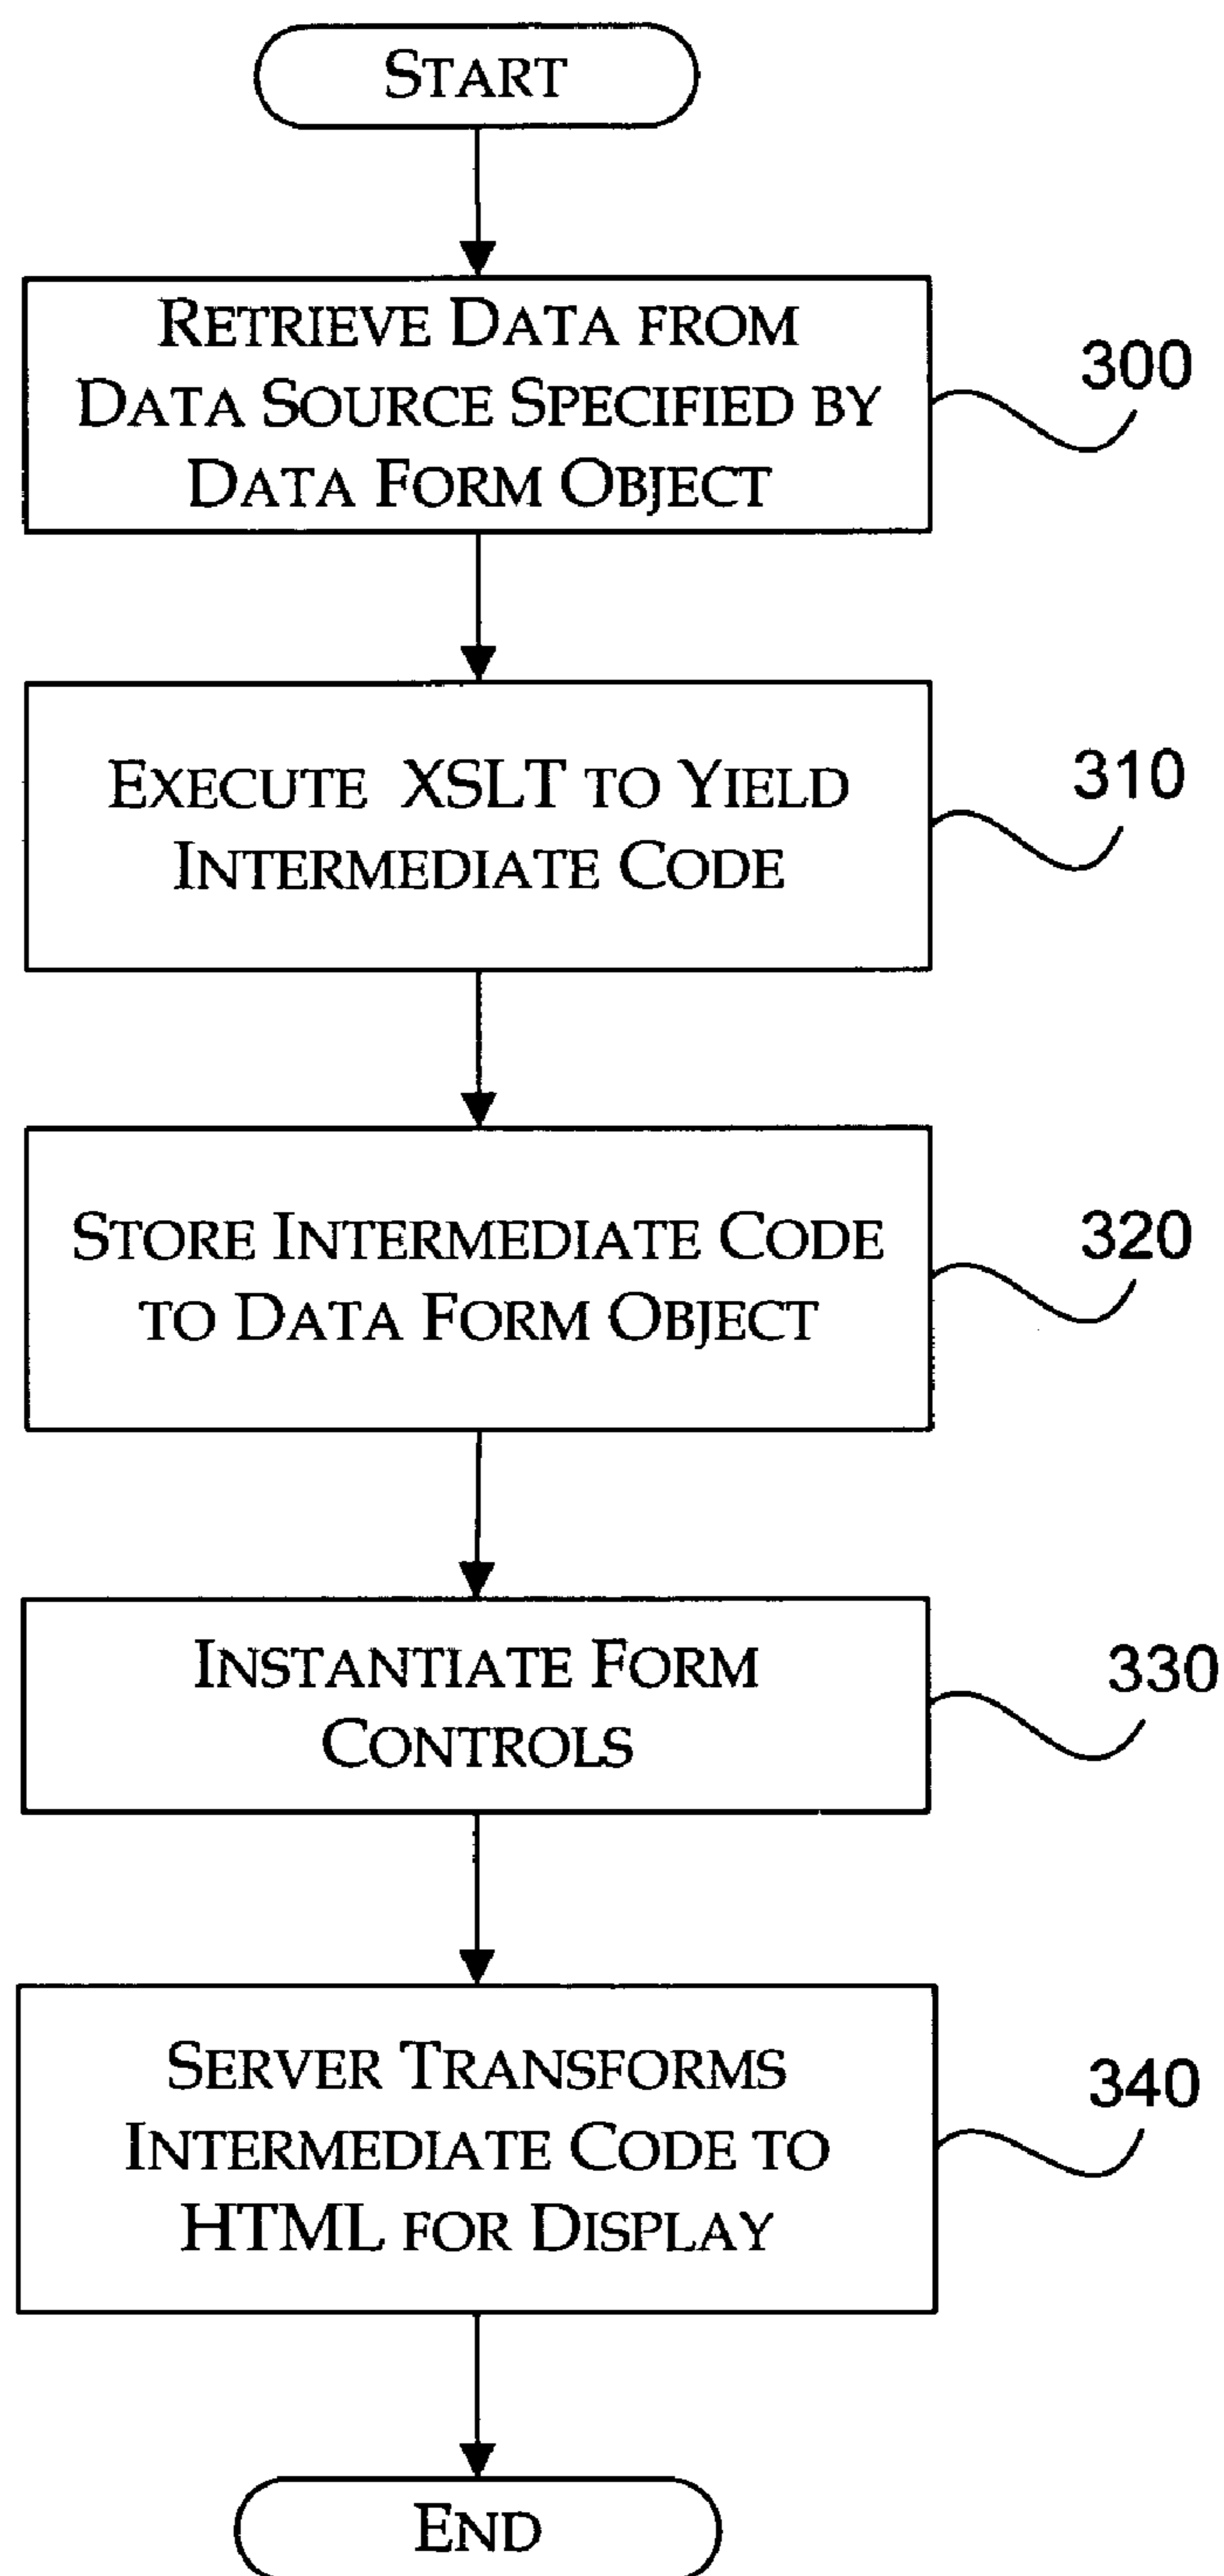 START
RETRIEVE DATA FROM
DATA SOURCE SPECIFIED BY
DATA FORM OBJECT
300
EXECUTE XSLT TO YIELD
INTERMEDIATE CODE
310
STORE INTERMEDIATE CODE
TO DATA FORM OBJECT
320
INSTANTIATE FORM
CONTROLS
330
SERVER TRANSFORMS
INTERMEDIATE CODE TO
HTML FOR DISPLAY
340
END